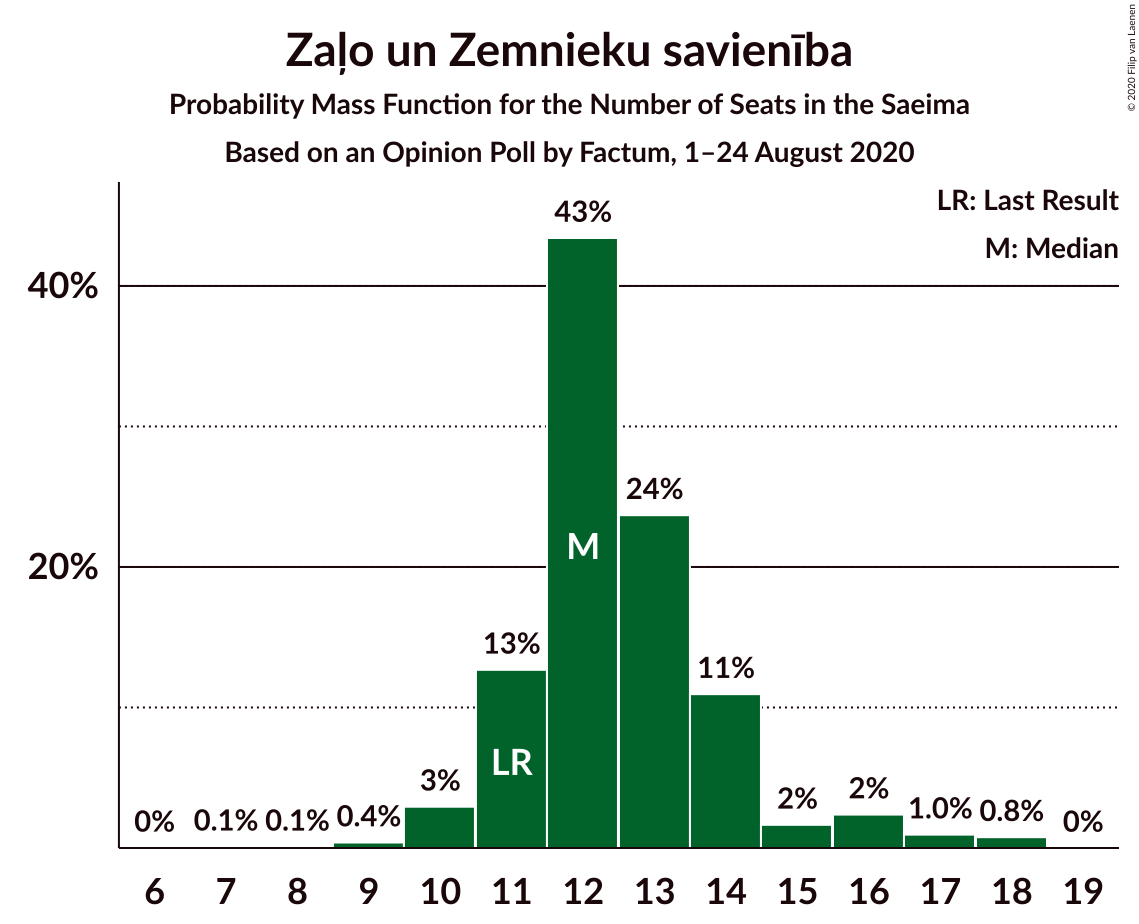 Zaļo un Zemnieku savienība
Probability Mass Function for the Number of Seats in the Saeima
Based on an Opinion Poll by Factum, 1–24 August 2020
© 2020 Filip van Laenen
LR: Last Result
M: Median
40%
20%
0% 0.1% 0.1% 0.4% 3% 13% 43% 24% 11% 2% 2% 1.0% 0.8% 0%
LR
M
6 7 8 9 10 11 12 13 14 15 16 17 18 19